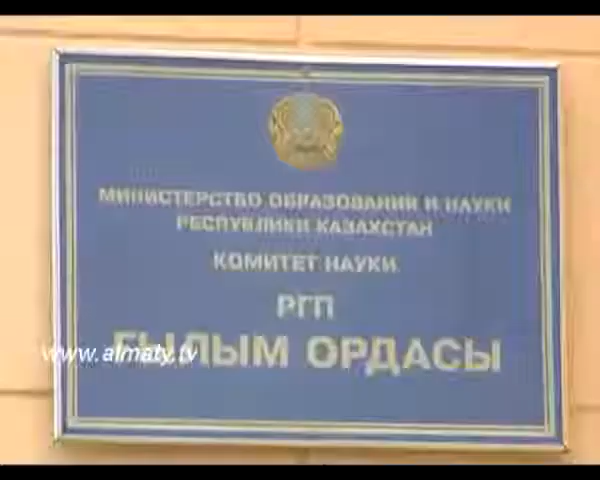 МИНИСТЕРСТВО ОБРАЗОВАНИЯ И НАУКИ
РЕСПУБЛИКИ КАЗАХСТАН
КОМИТЕТ НАУКИ
РГП
ҒЫЛЫМ ОРДАСЫ
www.almaty.tv